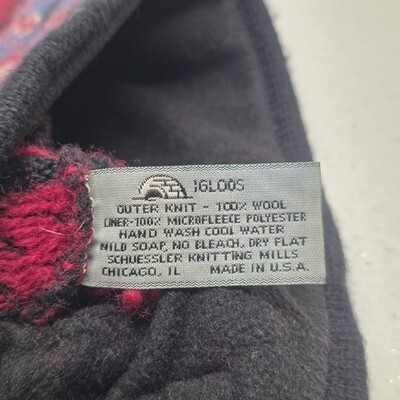 IGLOOS
OUTER KNIT - 100% WOOL
LINER-100% MICROFLEECE POLYESTER
HAND WASH COOL WATER
MILD SOAP, NO BLEACH, DRY FLAT
SCHUESSLER KNITTING MILLS
CHICAGO, IL MADE IN U.S.A.